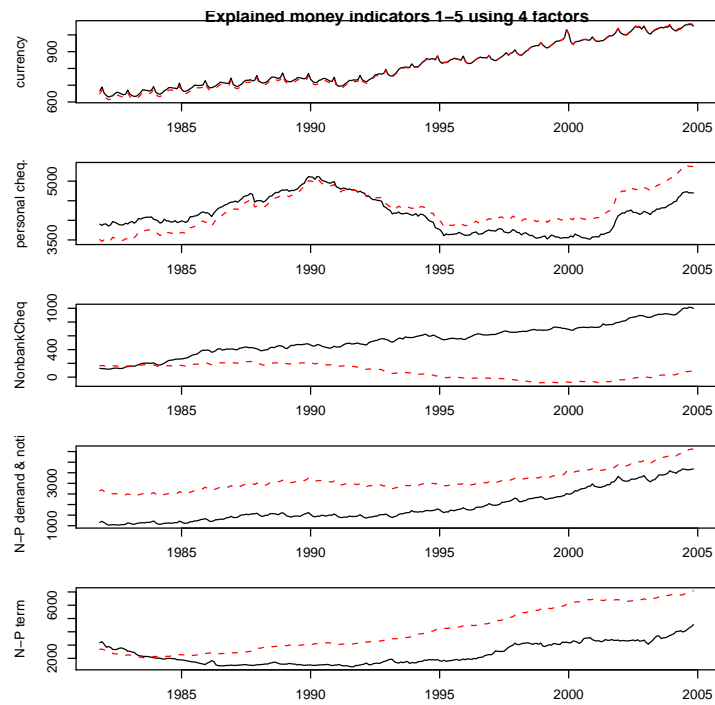 Explained money indicators 1−5 using 4 factors
currency
600 900
1985 1990 1995 2000 2005
personal cheq.
3500 5000
1985 1990 1995 2000 2005
NonbankCheq
0 400 1000
1985 1990 1995 2000 2005
N−P demand & noti
1000 3000
1985 1990 1995 2000 2005
N−P term
2000 6000
1985 1990 1995 2000 2005